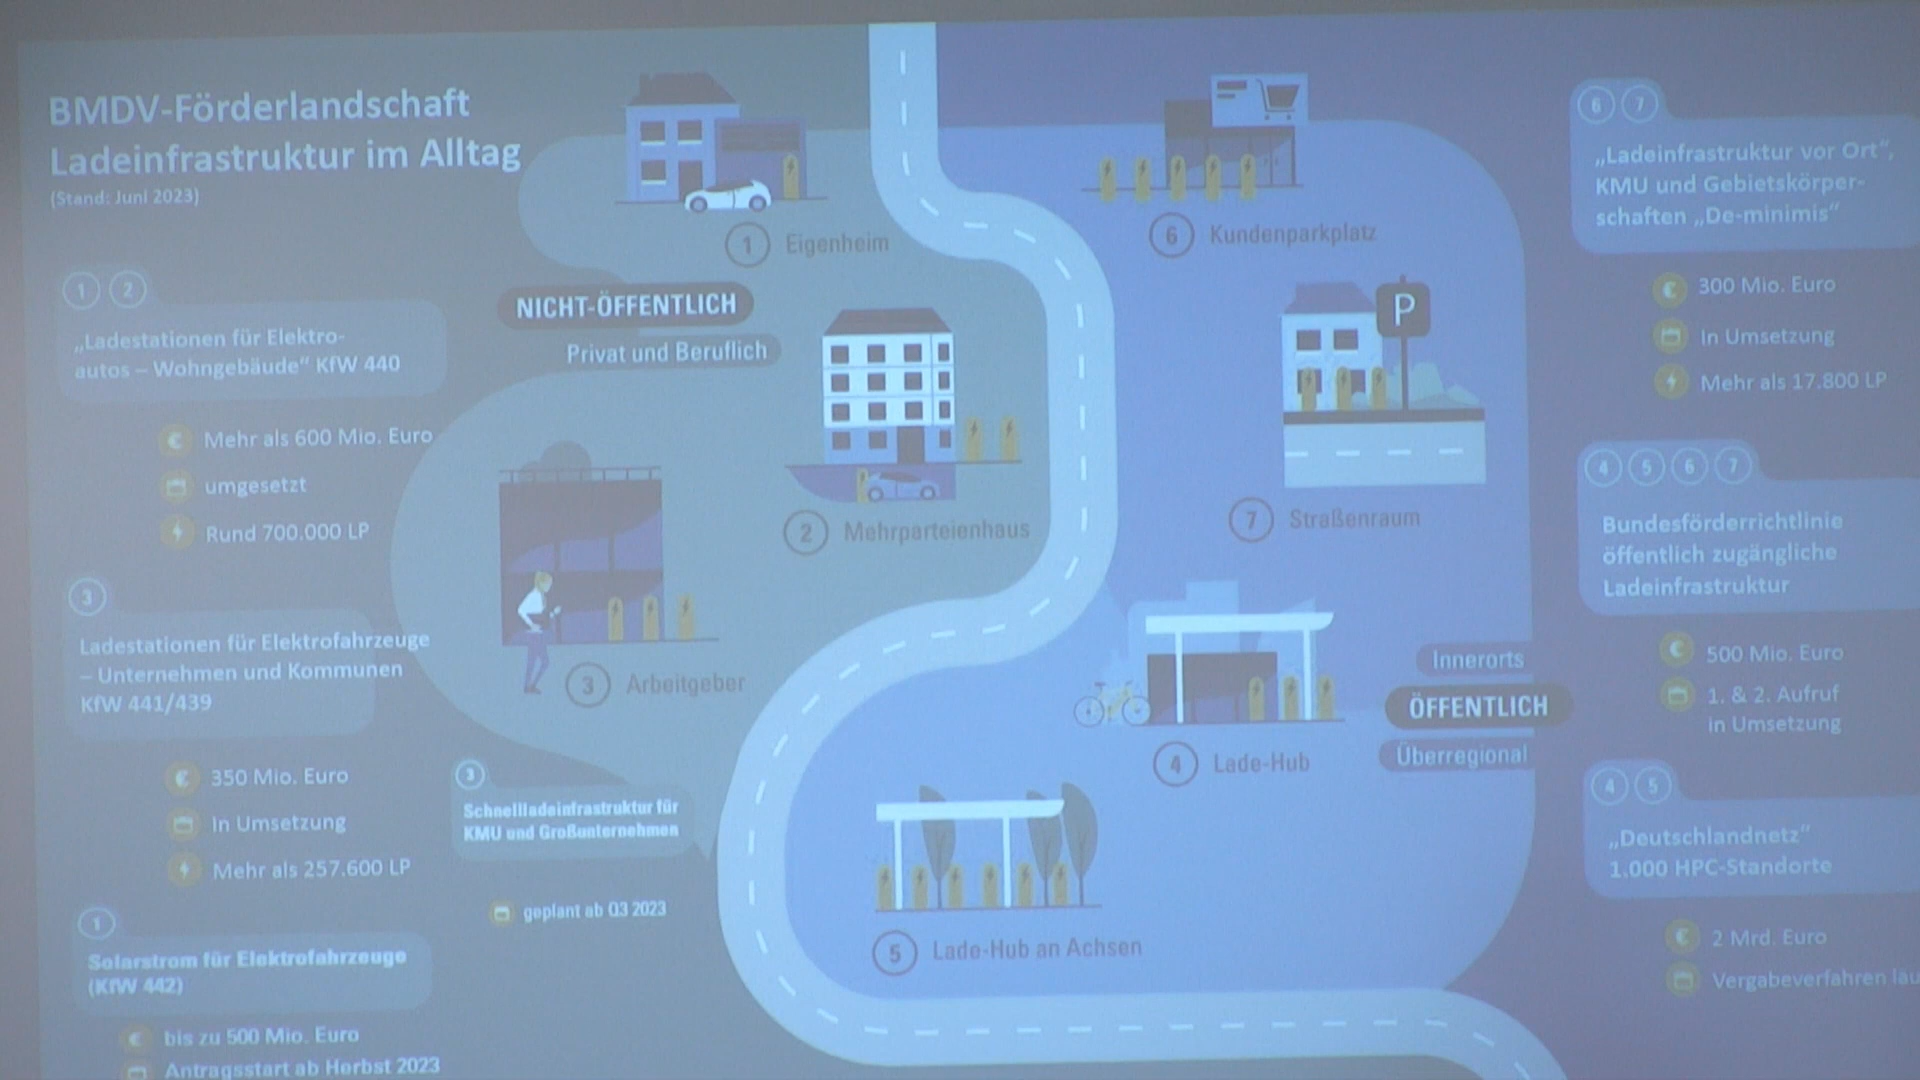 BMDV-Förderlandschaft
Ladeinfrastruktur im Alltag
(Stand: Juni 2023)
1 2
„Ladestationen für Elektro-
autos – Wohngebäude“ KfW 440
€ Mehr als 600 Mio. Euro
umgesetzt
Rund 700.000 LP
3
Ladestationen für Elektrofahrzeuge
– Unternehmen und Kommunen
KfW 441/439
€ 350 Mio. Euro
In Umsetzung
Mehr als 257.600 LP
1
Solarstrom für Elektrofahrzeuge
(KfW 442)
€ bis zu 500 Mio. Euro
Antragsstart ab Herbst 2023
3
Schnellladeinfrastruktur für
KMU und Großunternehmen
geplant ab Q3 2023
1 Eigenheim
NICHT-ÖFFENTLICH
Privat und Beruflich
2 Mehrparteienhaus
3 Arbeitgeber
6 Kundenparkplatz
P
7 Straßenraum
Innerorts
ÖFFENTLICH
Überregional
4 Lade-Hub
5 Lade-Hub an Achsen
6 7
„Ladeinfrastruktur vor Ort“,
KMU und Gebietskörper-
schaften „De-minimis“
€ 300 Mio. Euro
In Umsetzung
Mehr als 17.800 LP
4 5 6 7
Bundesförderrichtlinie
öffentlich zugängliche
Ladeinfrastruktur
€ 500 Mio. Euro
1. & 2. Aufruf
in Umsetzung
4 5
„Deutschlandnetz“
1.000 HPC-Standorte
€ 2 Mrd. Euro
Vergabeverfahren